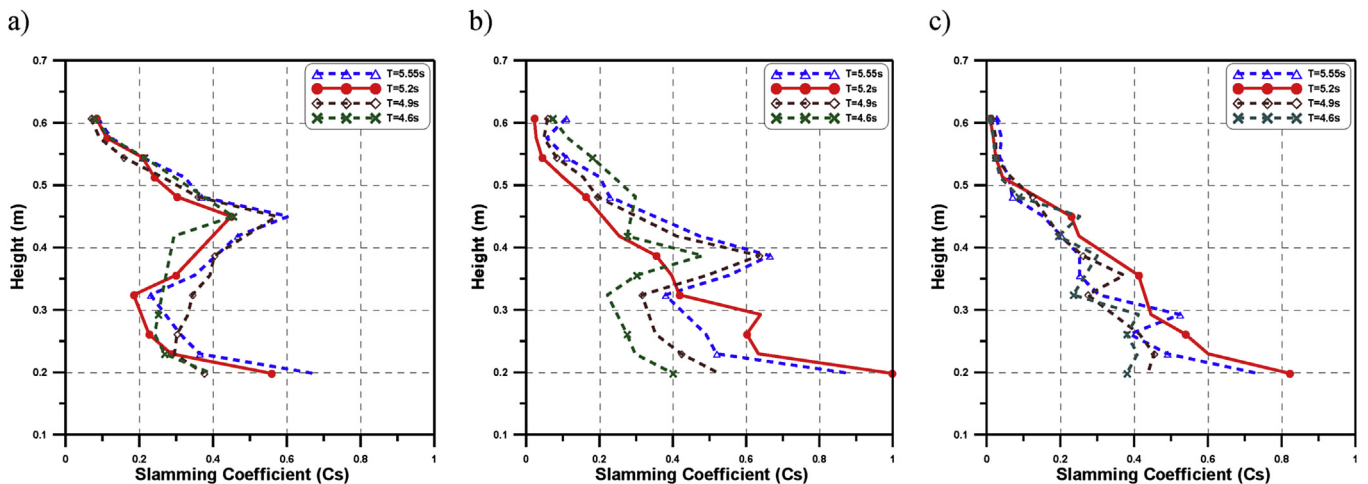 a)
0.7
0.6
0.5
0.4
0.3
0.2
0.1
Height (m)
0
0.2
0.4
0.6
0.8
1
Slamming Coefficient (Cs)
T=5.55s
T=5.2s
T=4.9s
T=4.6s
b)
0.7
0.6
0.5
0.4
0.3
0.2
0.1
Height (m)
0
0.2
0.4
0.6
0.8
1
Slamming Coefficient (Cs)
T=5.55s
T=5.2s
T=4.9s
T=4.6s
c)
0.7
0.6
0.5
0.4
0.3
0.2
0.1
Height (m)
0
0.2
0.4
0.6
0.8
1
Slamming Coefficient (Cs)
T=5.55s
T=5.2s
T=4.9s
T=4.6s